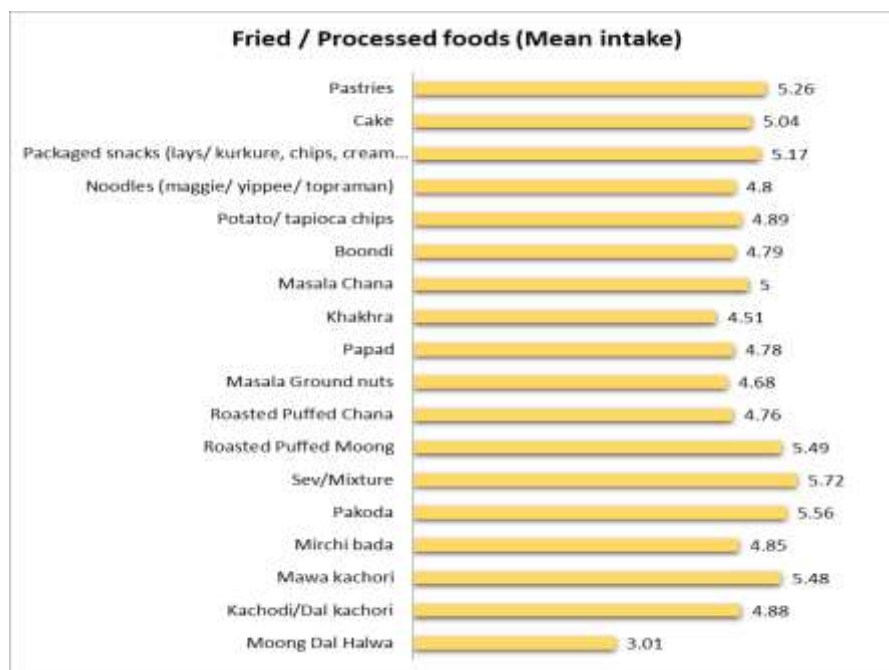 Fried / Processed foods (Mean intake)
Pastries 5.26
Cake 5.04
Packaged snacks (lays/ kurkure, chips, cream... 5.17
Noodles (maggie/ yippee/ topraman) 4.8
Potato/ tapioca chips 4.89
Boondi 4.79
Masala Chana 5
Khakhra 4.51
Papad 4.78
Masala Ground nuts 4.68
Roasted Puffed Chana 4.76
Roasted Puffed Moong 5.49
Sev/Mixture 5.72
Pakoda 5.56
Mirchi bada 4.85
Mawa kachori 5.48
Kachodi/Dal kachori 4.88
Moong Dal Halwa 3.01